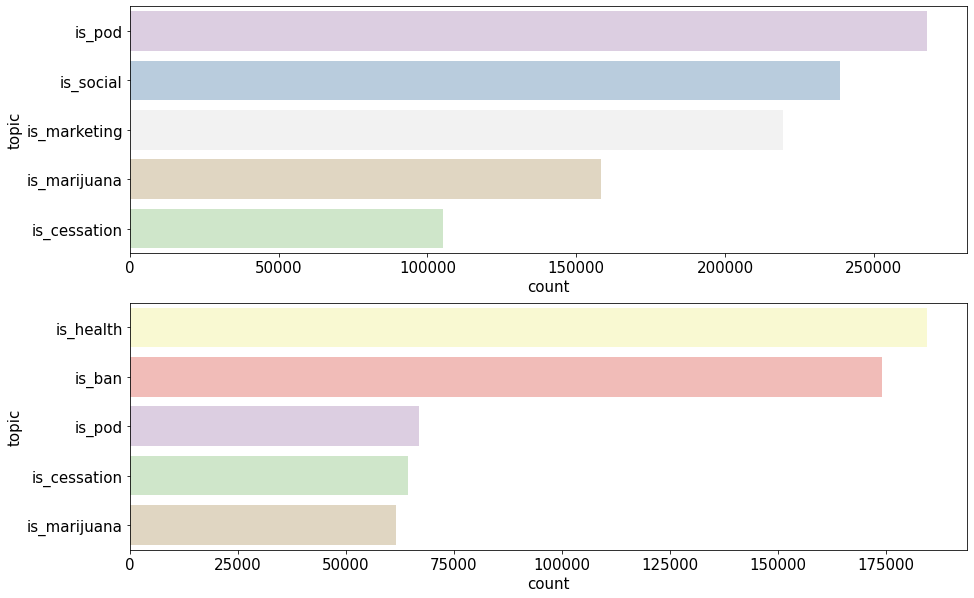 is_pod
is_social
is_marketing
is_marijuana
is_cessation
topic
0 50000 100000 150000 200000 250000
count
is_health
is_ban
is_pod
is_cessation
is_marijuana
topic
0 25000 50000 75000 100000 125000 150000 175000
count